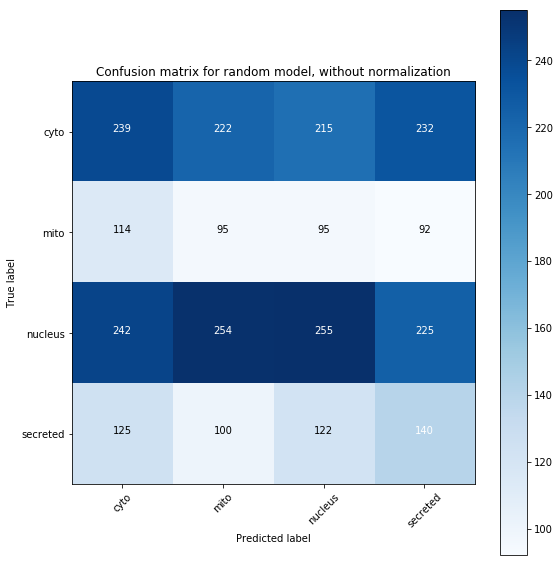 Confusion matrix for random model, without normalization
cyto 239 222 215 232
mito 114 95 95 92
nucleus 242 254 255 225
secreted 125 100 122 140
cyto mito nucleus secreted
Predicted label
True label
240
220
200
180
160
140
120
100